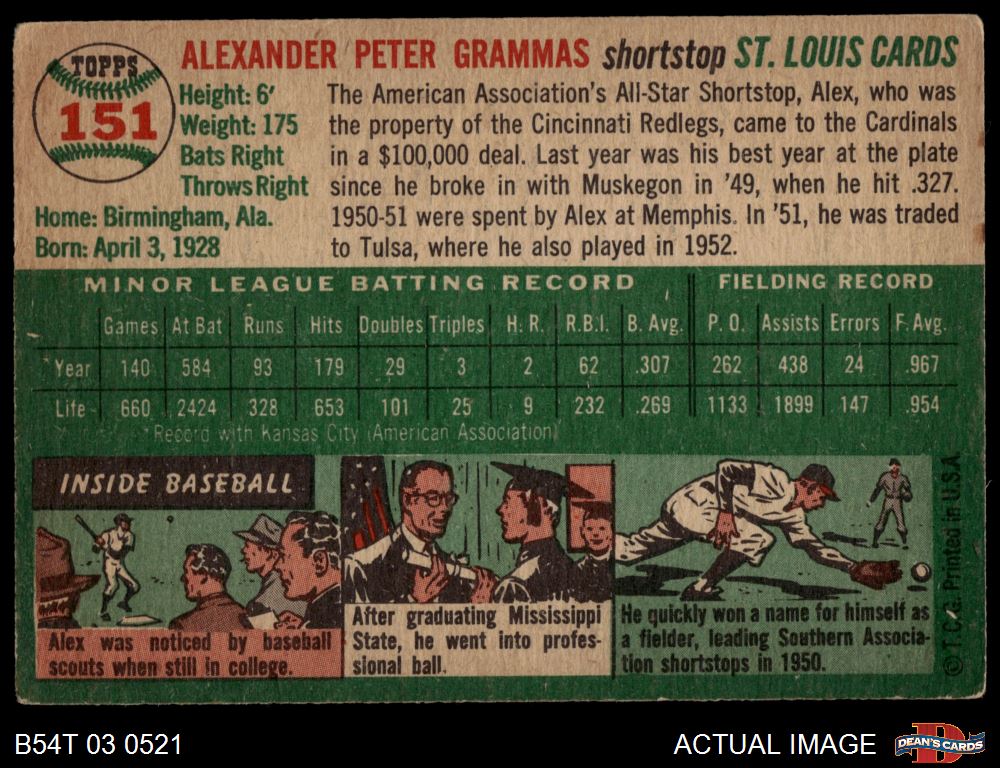 TOPPS
151
ALEXANDER PETER GRAMMAS shortstop ST. LOUIS CARDS
Height: 6'
Weight: 175
Bats Right
Throws Right
Home: Birmingham, Ala.
Born: April 3, 1928
The American Association's All-Star Shortstop, Alex, who was
the property of the Cincinnati Redlegs, came to the Cardinals
in a $100,000 deal. Last year was his best year at the plate
since he broke in with Muskegon in '49, when he hit .327.
1950-51 were spent by Alex at Memphis. In '51, he was traded
to Tulsa, where he also played in 1952.
MINOR LEAGUE BATTING RECORD FIELDING RECORD
Games At Bat Runs Hits Doubles Triples H. R. R.B.I. B. Avg. P. O. Assists Errors F. Avg.
Year 140 584 93 179 29 3 2 62 .307 262 438 24 .967
Life 660 2424 328 653 101 25 9 232 .269 1133 1899 147 .954
Record with Kansas City (American Association)
INSIDE BASEBALL
Alex was noticed by baseball
scouts when still in college.
After graduating Mississippi
State, he went into profes-
sional ball.
He quickly won a name for himself as
a fielder, leading Southern Associa-
tion shortstops in 1950.
© T.C.G. Printed in U.S.A.
B54T 03 0521
ACTUAL IMAGE
DEAN'S CARDS